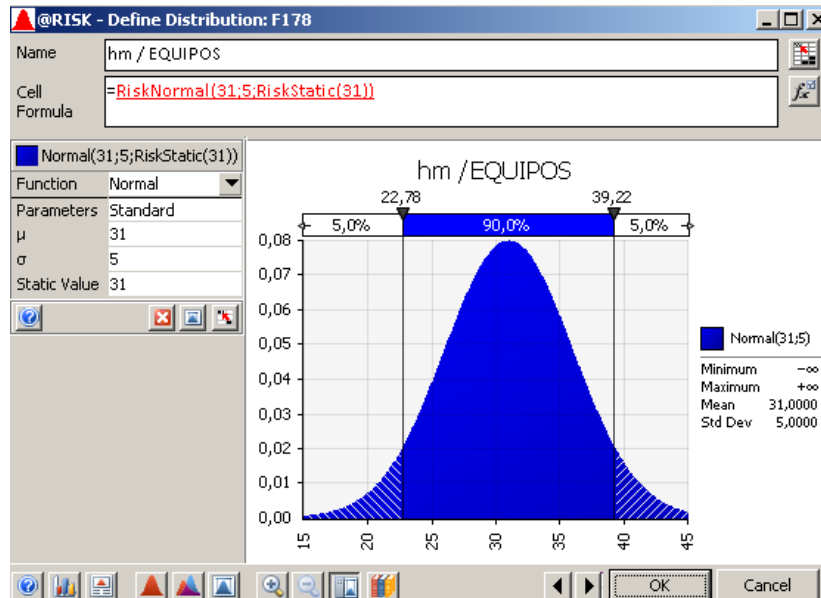 @RISK - Define Distribution: F178
Name
hm / EQUIPOS
Cell Formula
=RiskNormal(31;5;RiskStatic(31))
Normal(31;5;RiskStatic(31))
Function Normal
Parameters Standard
μ 31
σ 5
Static Value 31
hm / EQUIPOS
22,78 39,22
5,0% 90,0% 5,0%
0,08
0,07
0,06
0,05
0,04
0,03
0,02
0,01
0,00
15 20 25 30 35 40 45
Normal(31;5)
Minimum −∞
Maximum +∞
Mean 31,0000
Std Dev 5,0000
OK Cancel